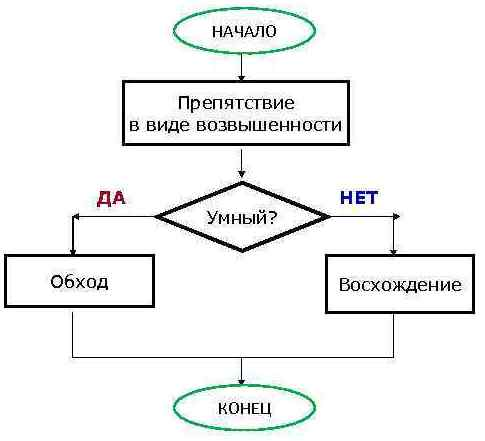 НАЧАЛО
Препятствие
в виде возвышенности
ДА
НЕТ
Умный?
Обход
Восхождение
КОНЕЦ